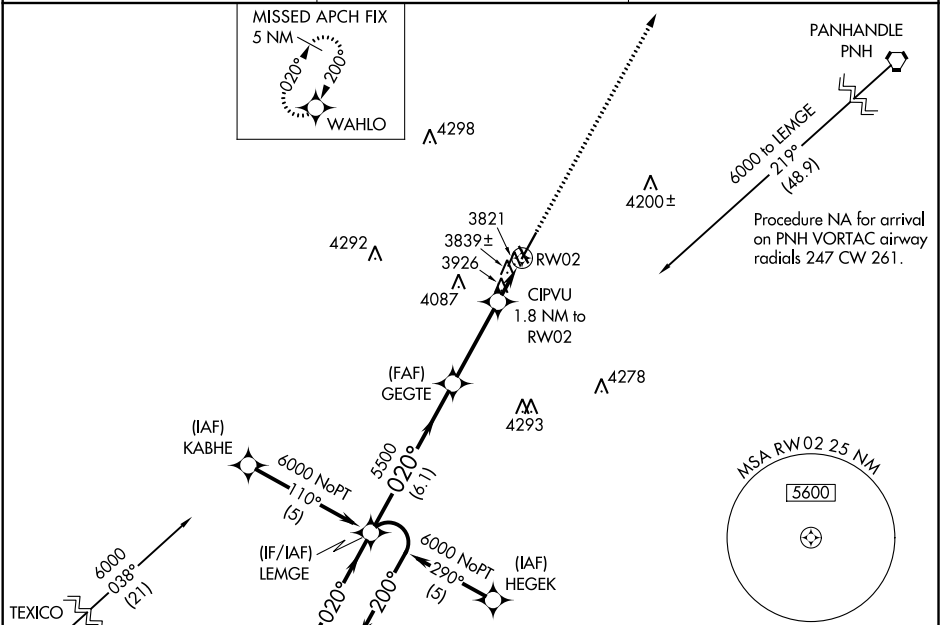 MISSED APCH FIX
5 NM
020°
200°
WAHLO
PANHANDLE
PNH
4298
6000 to LEMGE
219°
(48.9)
4200±
Procedure NA for arrival
on PNH VORTAC airway
radials 247 CW 261.
3821
3839±
3926
4292
4087
RW02
CIPVU
1.8 NM to
RW02
(FAF)
GEGTE
4278
4293
(IAF)
KABHE
6000 NoPT
110°
(5)
5500
020°
(6.1)
MSA RW02 25 NM
5600
(IF/IAF)
LEMGE
6000 NoPT
290°
(5)
(IAF)
HEGEK
6000
038°
(21)
TEXICO
020°
200°